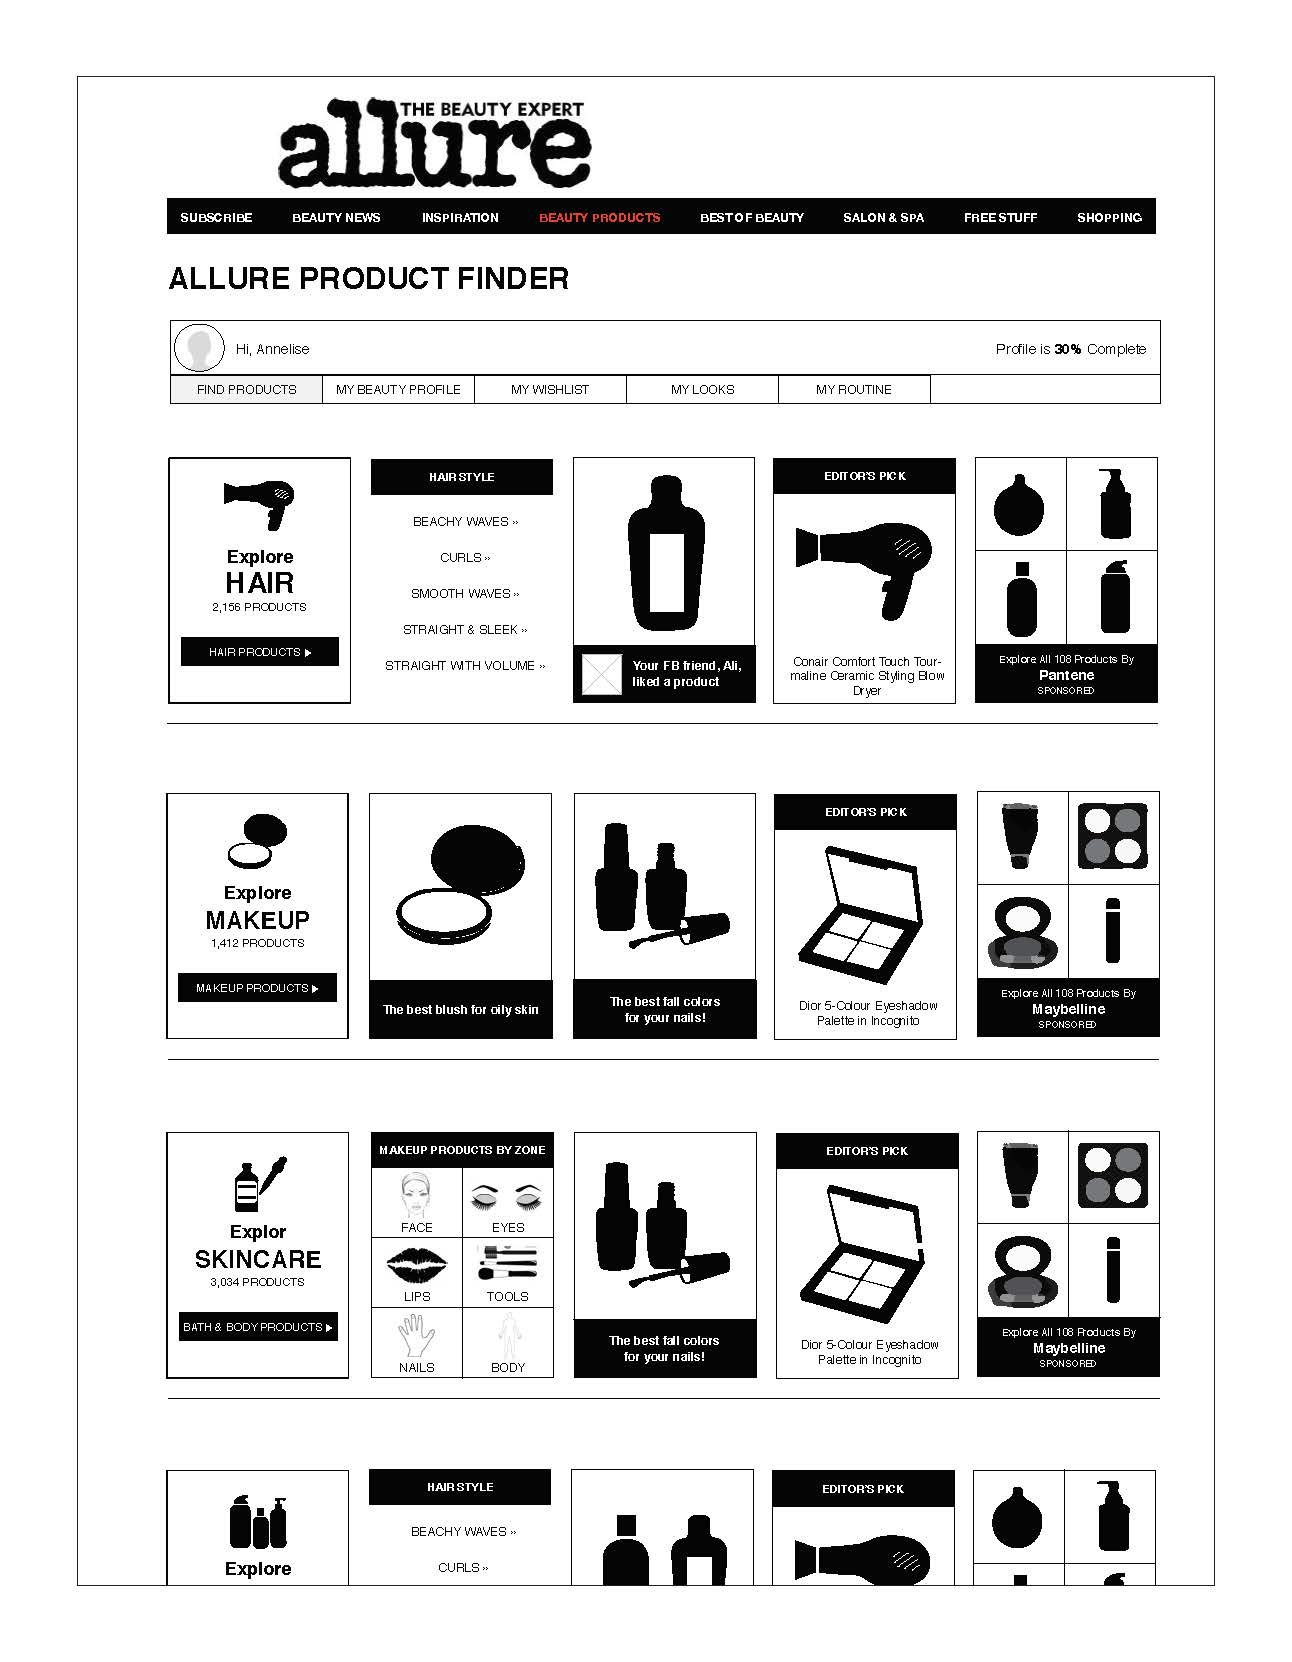 THE BEAUTY EXPERT
allure
SUBSCRIBE BEAUTY NEWS INSPIRATION BEAUTY PRODUCTS BEST OF BEAUTY SALON & SPA FREE STUFF SHOPPING
ALLURE PRODUCT FINDER
Hi, Annelise
Profile is 30% Complete
FIND PRODUCTS MY BEAUTY PROFILE MY WISHLIST MY LOOKS MY ROUTINE
Explore
HAIR
2,156 PRODUCTS
HAIR PRODUCTS ▶
HAIR STYLE
BEACHY WAVES »
CURLS »
SMOOTH WAVES »
STRAIGHT & SLEEK »
STRAIGHT WITH VOLUME »
Your FB friend, Ali,
liked a product
EDITOR'S PICK
Conair Comfort Touch Tour-
maline Ceramic Styling Blow
Dryer
Explore All 108 Products By
Pantene
SPONSORED
Explore
MAKEUP
1,412 PRODUCTS
MAKEUP PRODUCTS ▶
The best blush for oily skin
The best fall colors
for your nails!
EDITOR'S PICK
Dior 5-Colour Eyeshadow
Palette in Incognito
Explore All 108 Products By
Maybelline
SPONSORED
Explor
SKINCARE
3,034 PRODUCTS
BATH & BODY PRODUCTS ▶
MAKEUP PRODUCTS BY ZONE
FACE EYES
LIPS TOOLS
NAILS BODY
The best fall colors
for your nails!
EDITOR'S PICK
Dior 5-Colour Eyeshadow
Palette in Incognito
Explore All 108 Products By
Maybelline
SPONSORED
Explore
HAIR STYLE
BEACHY WAVES »
CURLS »
EDITOR'S PICK